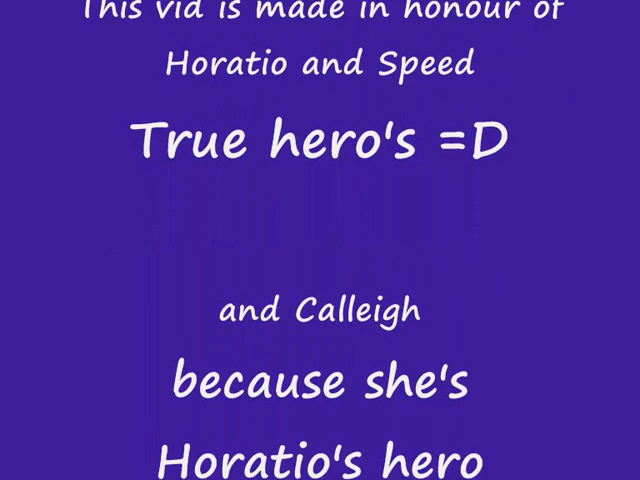 This vid is made in honour of
Horatio and Speed
True hero's =D
and Calleigh
because she's
Horatio's hero